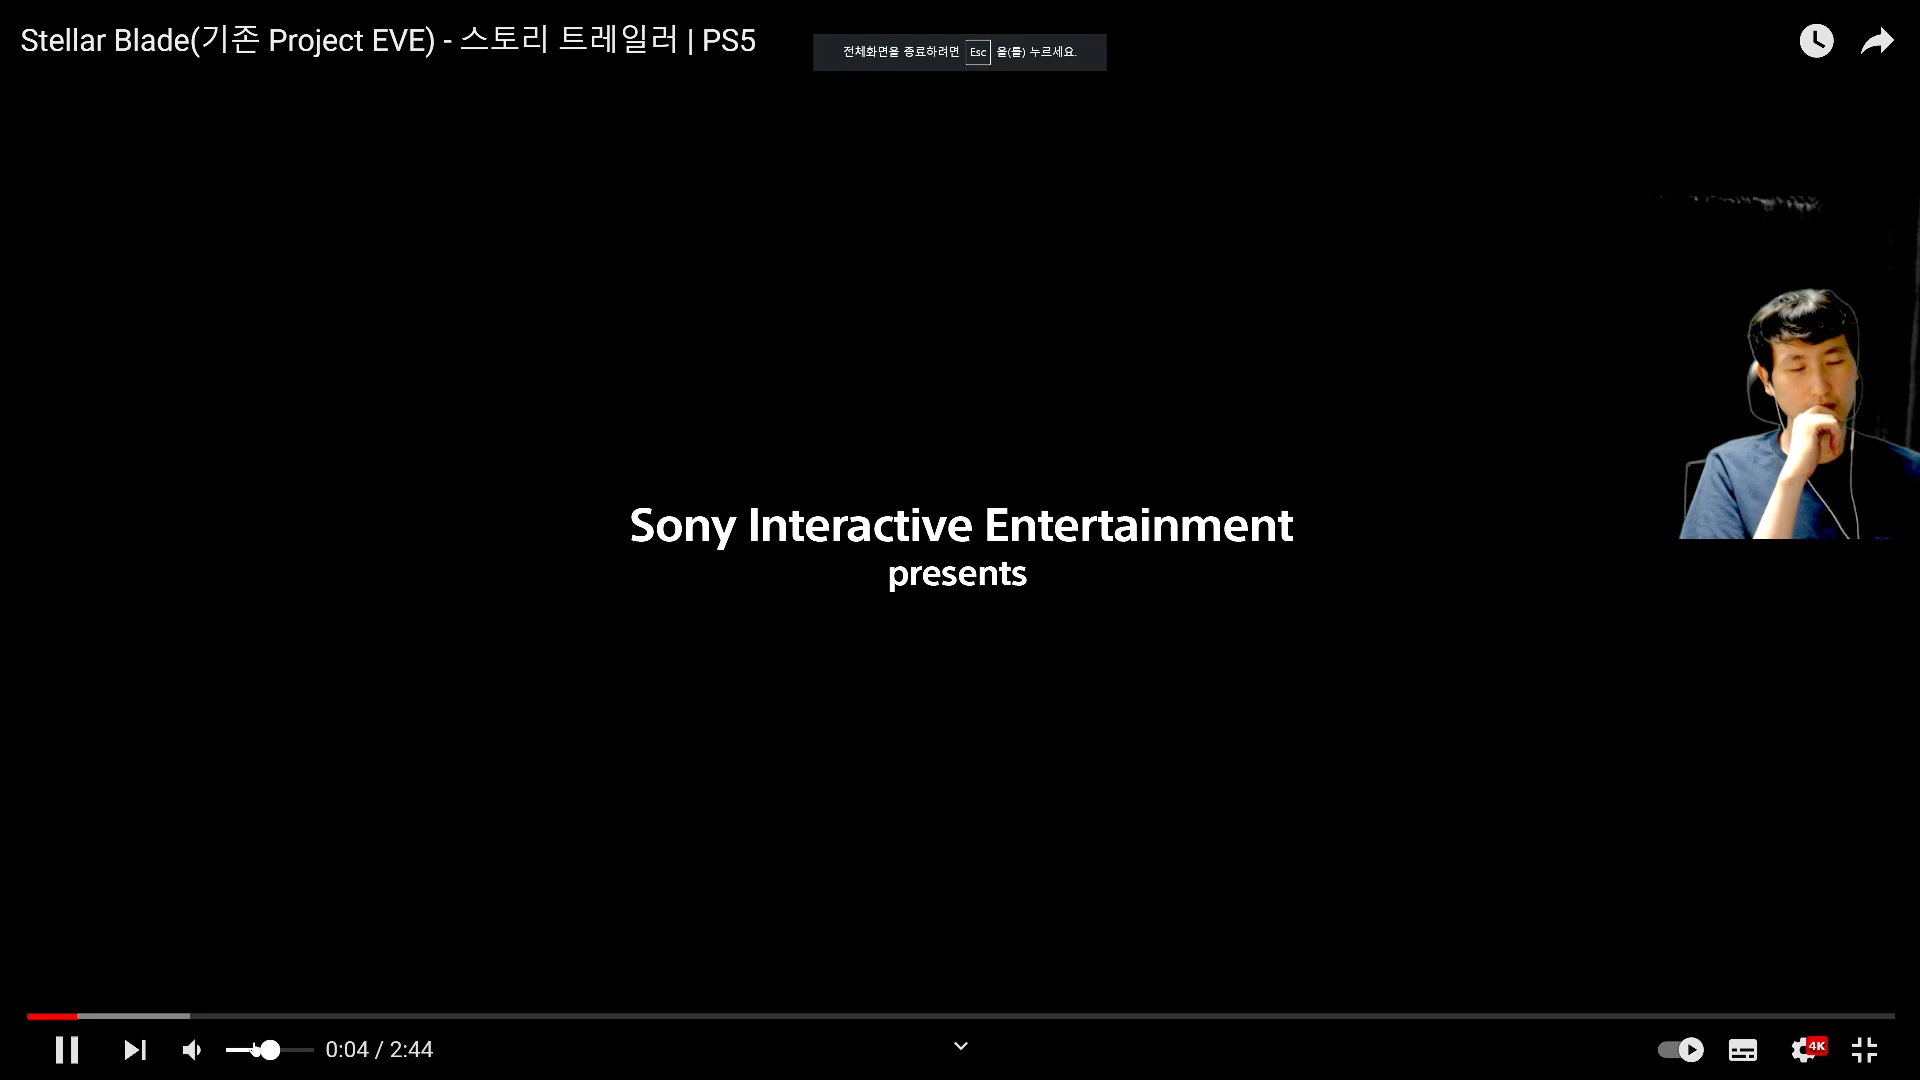 Stellar Blade(기존 Project EVE) - 스토리 트레일러 | PS5
전체화면을 종료하려면 Esc 을(를) 누르세요.
Sony Interactive Entertainment
presents
0:04 / 2:44
4K